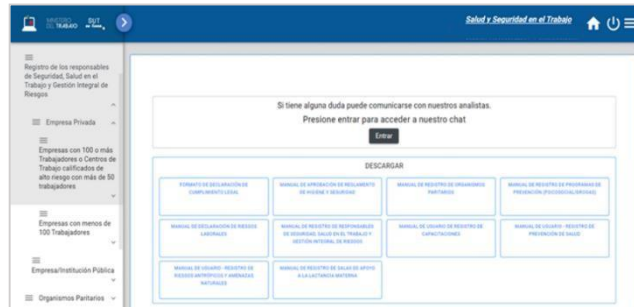 MINISTERIO
DEL TRABAJO
SUT
Salud y Seguridad en el Trabajo
Registro de los responsables
de Seguridad, Salud en el
Trabajo y Gestión Integral de
Riesgos
Empresa Privada
Empresas con 100 o más
Trabajadores o Centros de
Trabajo calificados de
alto riesgo con más de 50
trabajadores
Empresas con menos de
100 Trabajadores
Empresa/Institución Pública
Organismos Paritarios
Si tiene alguna duda puede comunicarse con nuestros analistas.
Presione entrar para acceder a nuestro chat
Entrar
DESCARGAR
FORMATO DE DECLARACIÓN DE
CUMPLIMIENTO LEGAL
MANUAL DE APROBACIÓN DE REGLAMENTO
DE HIGIENE Y SEGURIDAD
MANUAL DE REGISTRO DE ORGANISMOS
PARITARIOS
MANUAL DE REGISTRO DE PROGRAMAS DE
PREVENCIÓN (PSICOSOCIAL/DROGAS)
MANUAL DE DECLARACIÓN DE RIESGOS
LABORALES
MANUAL DE REGISTRO DE RESPONSABLES
DE SEGURIDAD, SALUD EN EL TRABAJO Y
GESTIÓN INTEGRAL DE RIESGOS
MANUAL DE USUARIO REGISTRO DE
CAPACITACIONES
MANUAL DE USUARIO - REGISTRO DE
PREVENCIÓN DE SALUD
MANUAL DE USUARIO - REGISTRO DE
RIESGOS ANTRÓPICOS Y AMENAZAS
NATURALES
MANUAL DE REGISTRO DE SALAS DE APOYO
A LA LACTANCIA MATERNA